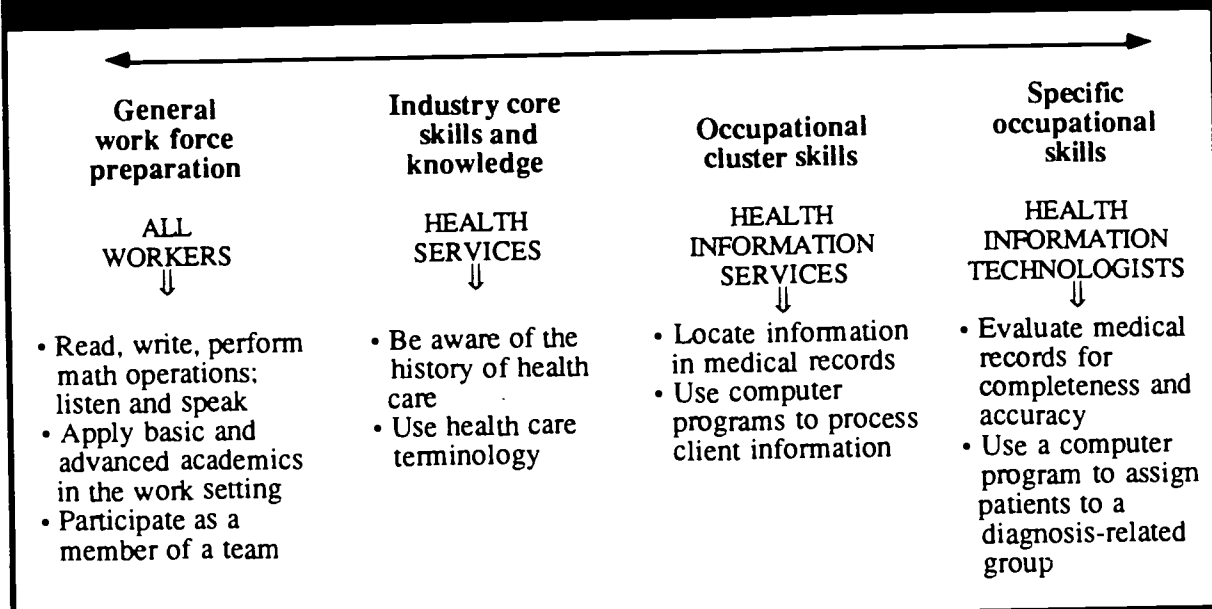 General
work force
preparation
ALL
WORKERS
⇓
• Read, write, perform
math operations;
listen and speak
• Apply basic and
advanced academics
in the work setting
• Participate as a
member of a team
Industry core
skills and
knowledge
HEALTH
SERVICES
⇓
• Be aware of the
history of health
care
• Use health care
terminology
Occupational
cluster skills
HEALTH
INFORMATION
SERVICES
⇓
• Locate information
in medical records
• Use computer
programs to process
client information
Specific
occupational
skills
HEALTH
INFORMATION
TECHNOLOGISTS
⇓
• Evaluate medical
records for
completeness and
accuracy
• Use a computer
program to assign
patients to a
diagnosis-related
group